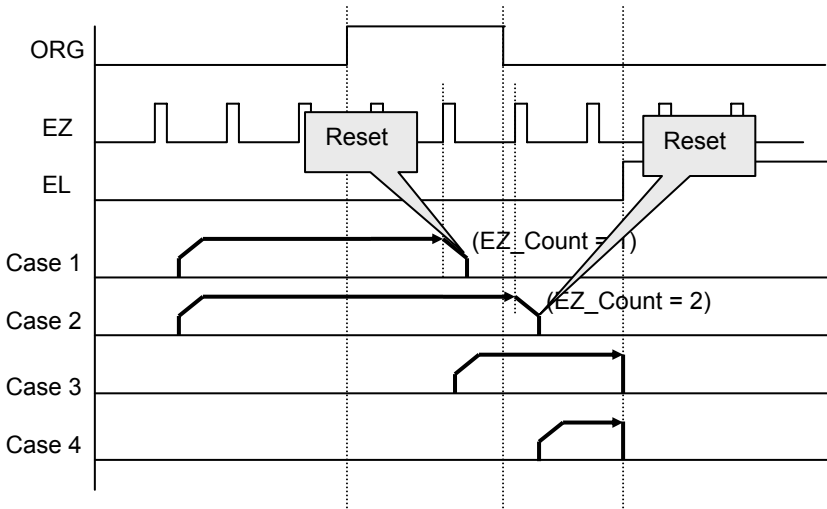 ORG
EZ
Reset
Reset
EL
(EZ_Count = 1)
Case 1
(EZ_Count = 2)
Case 2
Case 3
Case 4